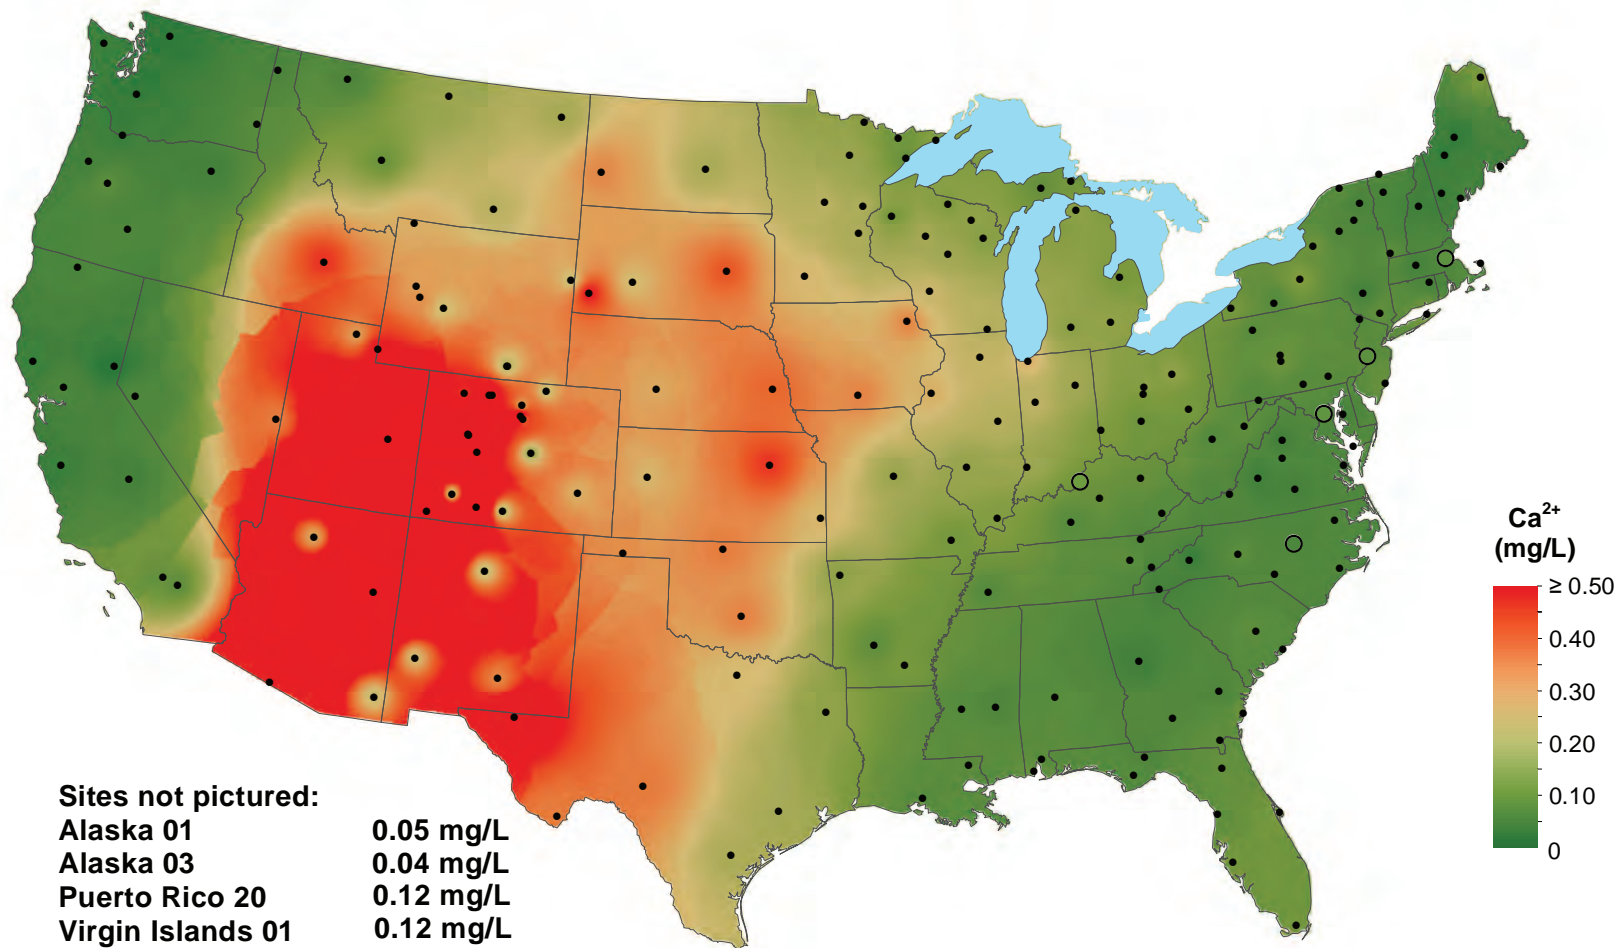 Ca²⁺
(mg/L)
≥ 0.50
0.40
0.30
0.20
0.10
0
Sites not pictured:
Alaska 01 0.05 mg/L
Alaska 03 0.04 mg/L
Puerto Rico 20 0.12 mg/L
Virgin Islands 01 0.12 mg/L